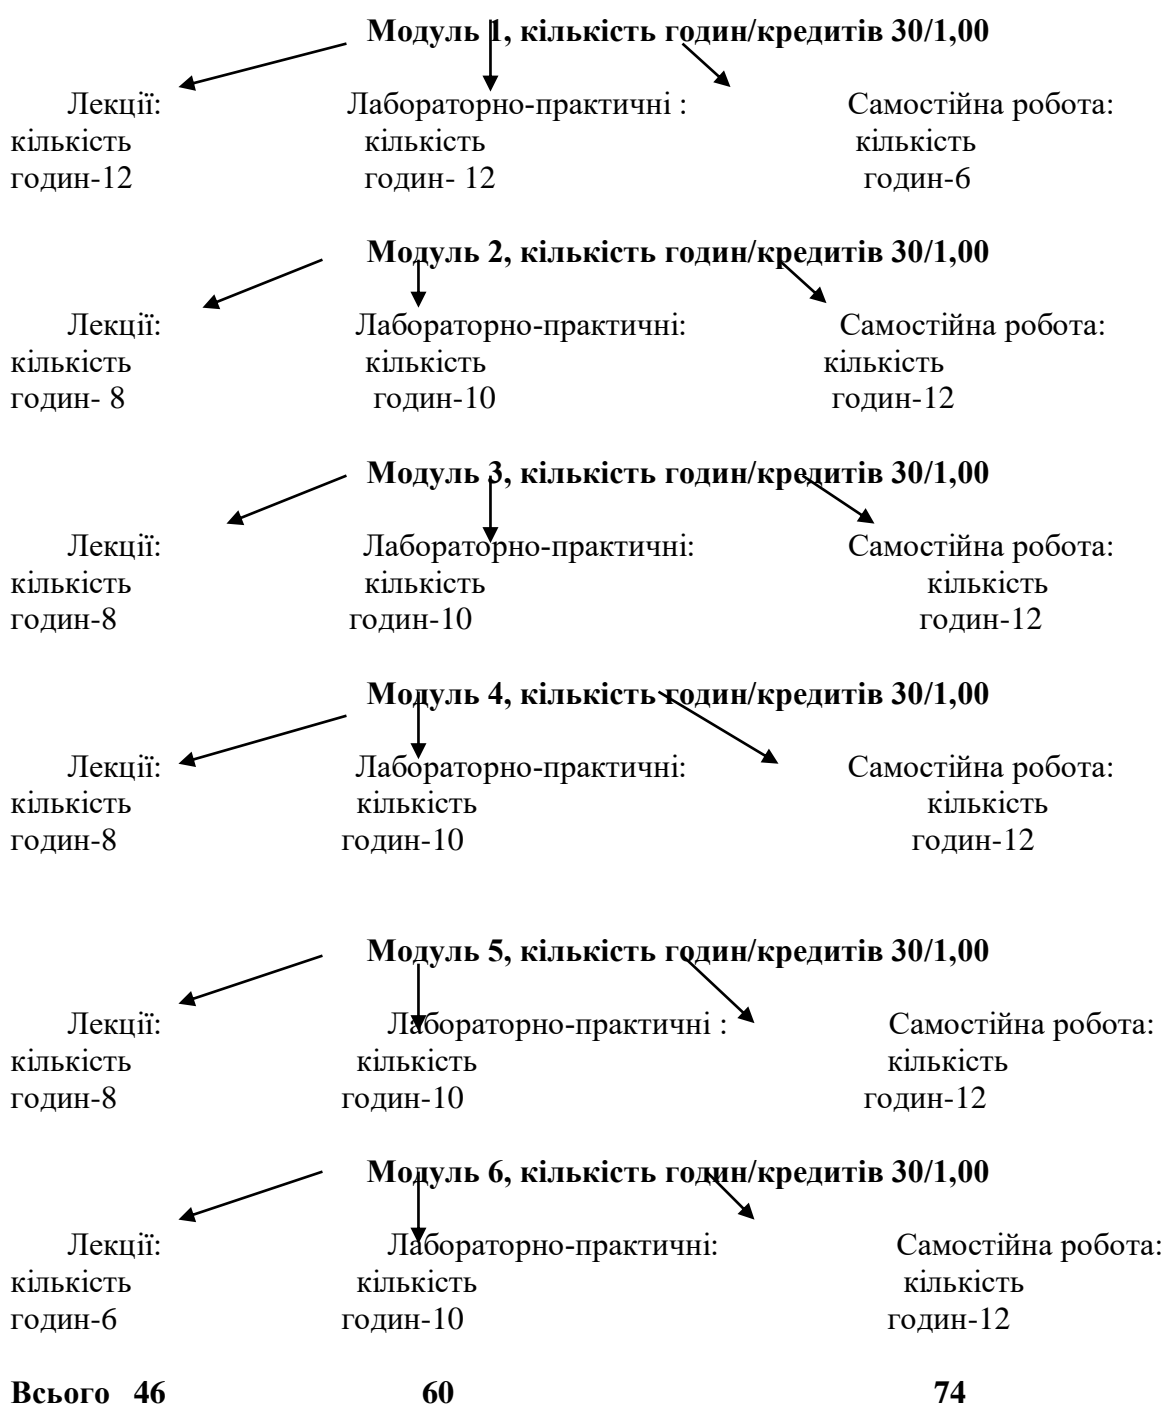 Модуль 1, кількість годин/кредитів 30/1,00
Лекції: Лабораторно-практичні : Самостійна робота:
кількість кількість кількість
годин-12 годин- 12 годин-6
Модуль 2, кількість годин/кредитів 30/1,00
Лекції: Лабораторно-практичні: Самостійна робота:
кількість кількість кількість
годин- 8 годин-10 годин-12
Модуль 3, кількість годин/кредитів 30/1,00
Лекції: Лабораторно-практичні: Самостійна робота:
кількість кількість кількість
годин-8 годин-10 годин-12
Модуль 4, кількість годин/кредитів 30/1,00
Лекції: Лабораторно-практичні: Самостійна робота:
кількість кількість кількість
годин-8 годин-10 годин-12
Модуль 5, кількість годин/кредитів 30/1,00
Лекції: Лабораторно-практичні : Самостійна робота:
кількість кількість кількість
годин-8 годин-10 годин-12
Модуль 6, кількість годин/кредитів 30/1,00
Лекції: Лабораторно-практичні: Самостійна робота:
кількість кількість кількість
годин-6 годин-10 годин-12
Всього 46 60 74